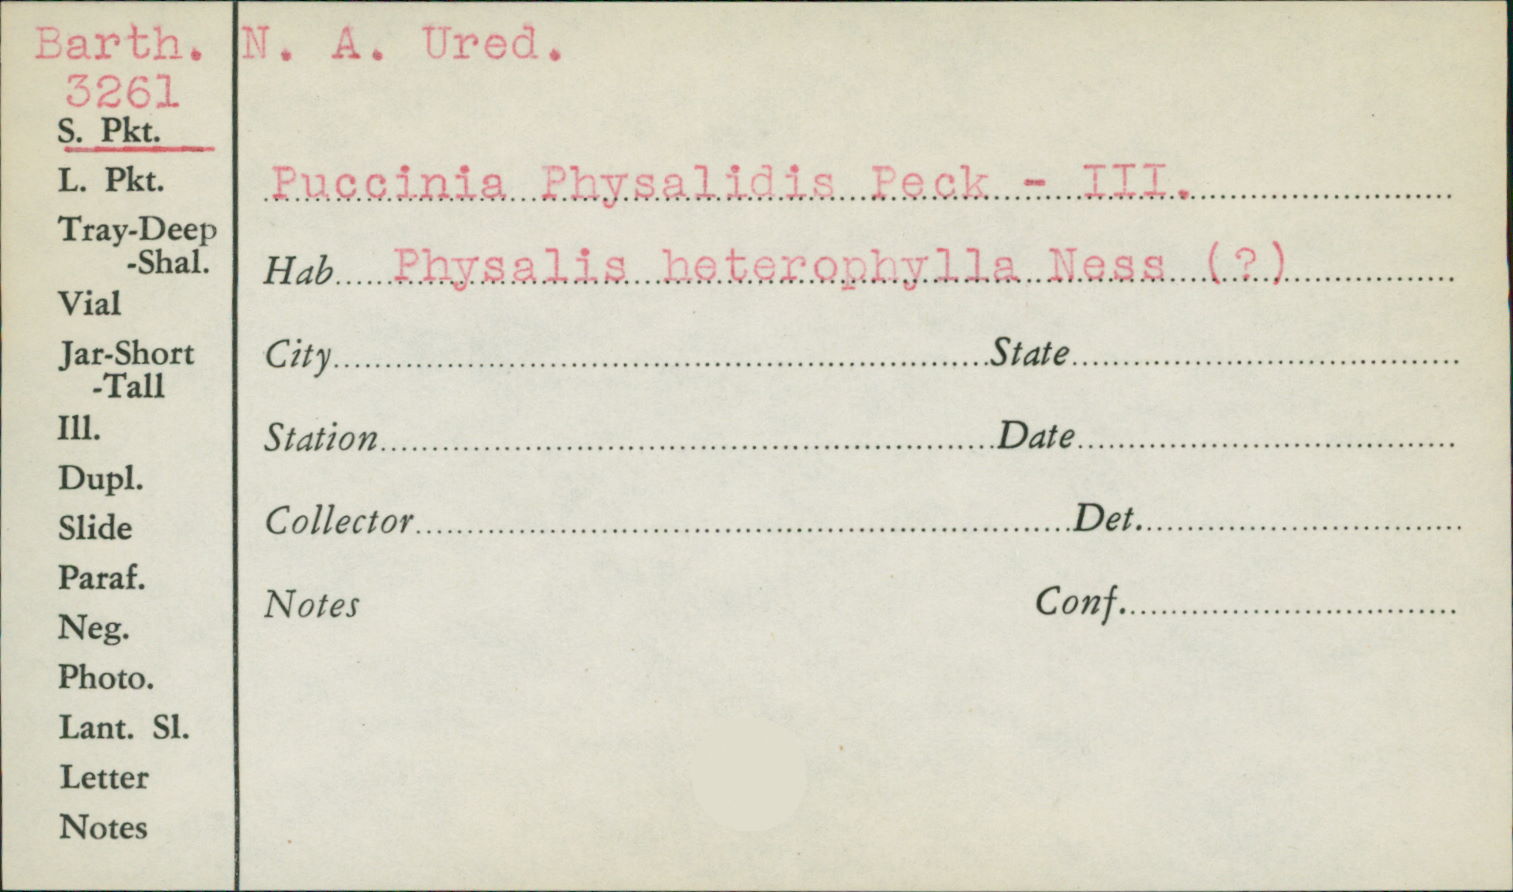 Barth. N. A. Ured.
3261
S. Pkt.
L. Pkt.
Tray-Deep
-Shal.
Vial
Jar-Short
-Tall
Ill.
Dupl.
Slide
Paraf.
Neg.
Photo.
Lant. Sl.
Letter
Notes
Puccinia Physalidis Peck - III.
Hab Physalis heterophylla Ness (?)
City State
Station Date
Collector Det.
Notes Conf.